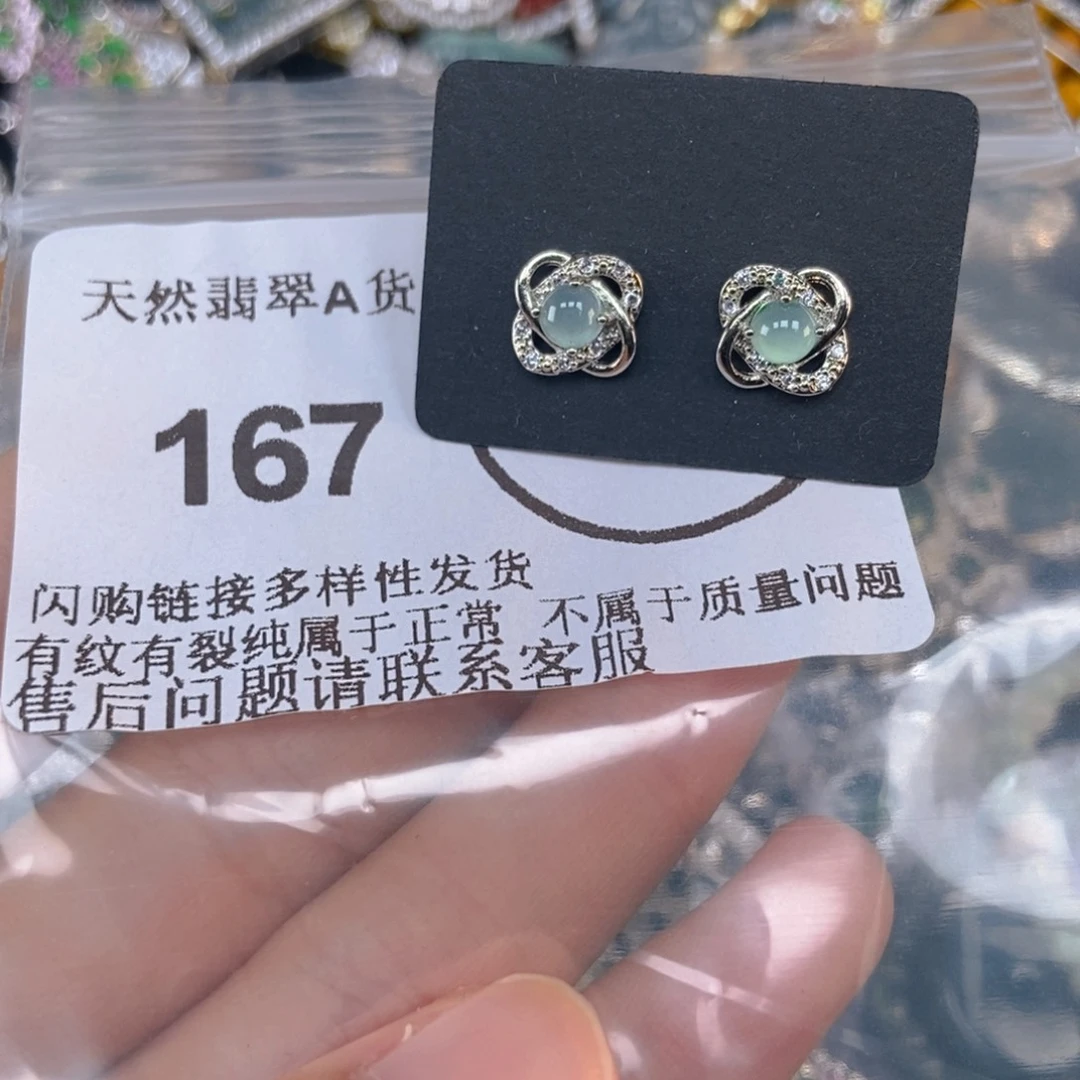 天然翡翠A货
167
闪购链接多样性发货
有纹有裂纯属于正常 不属于质量问题
售后问题请联系客服